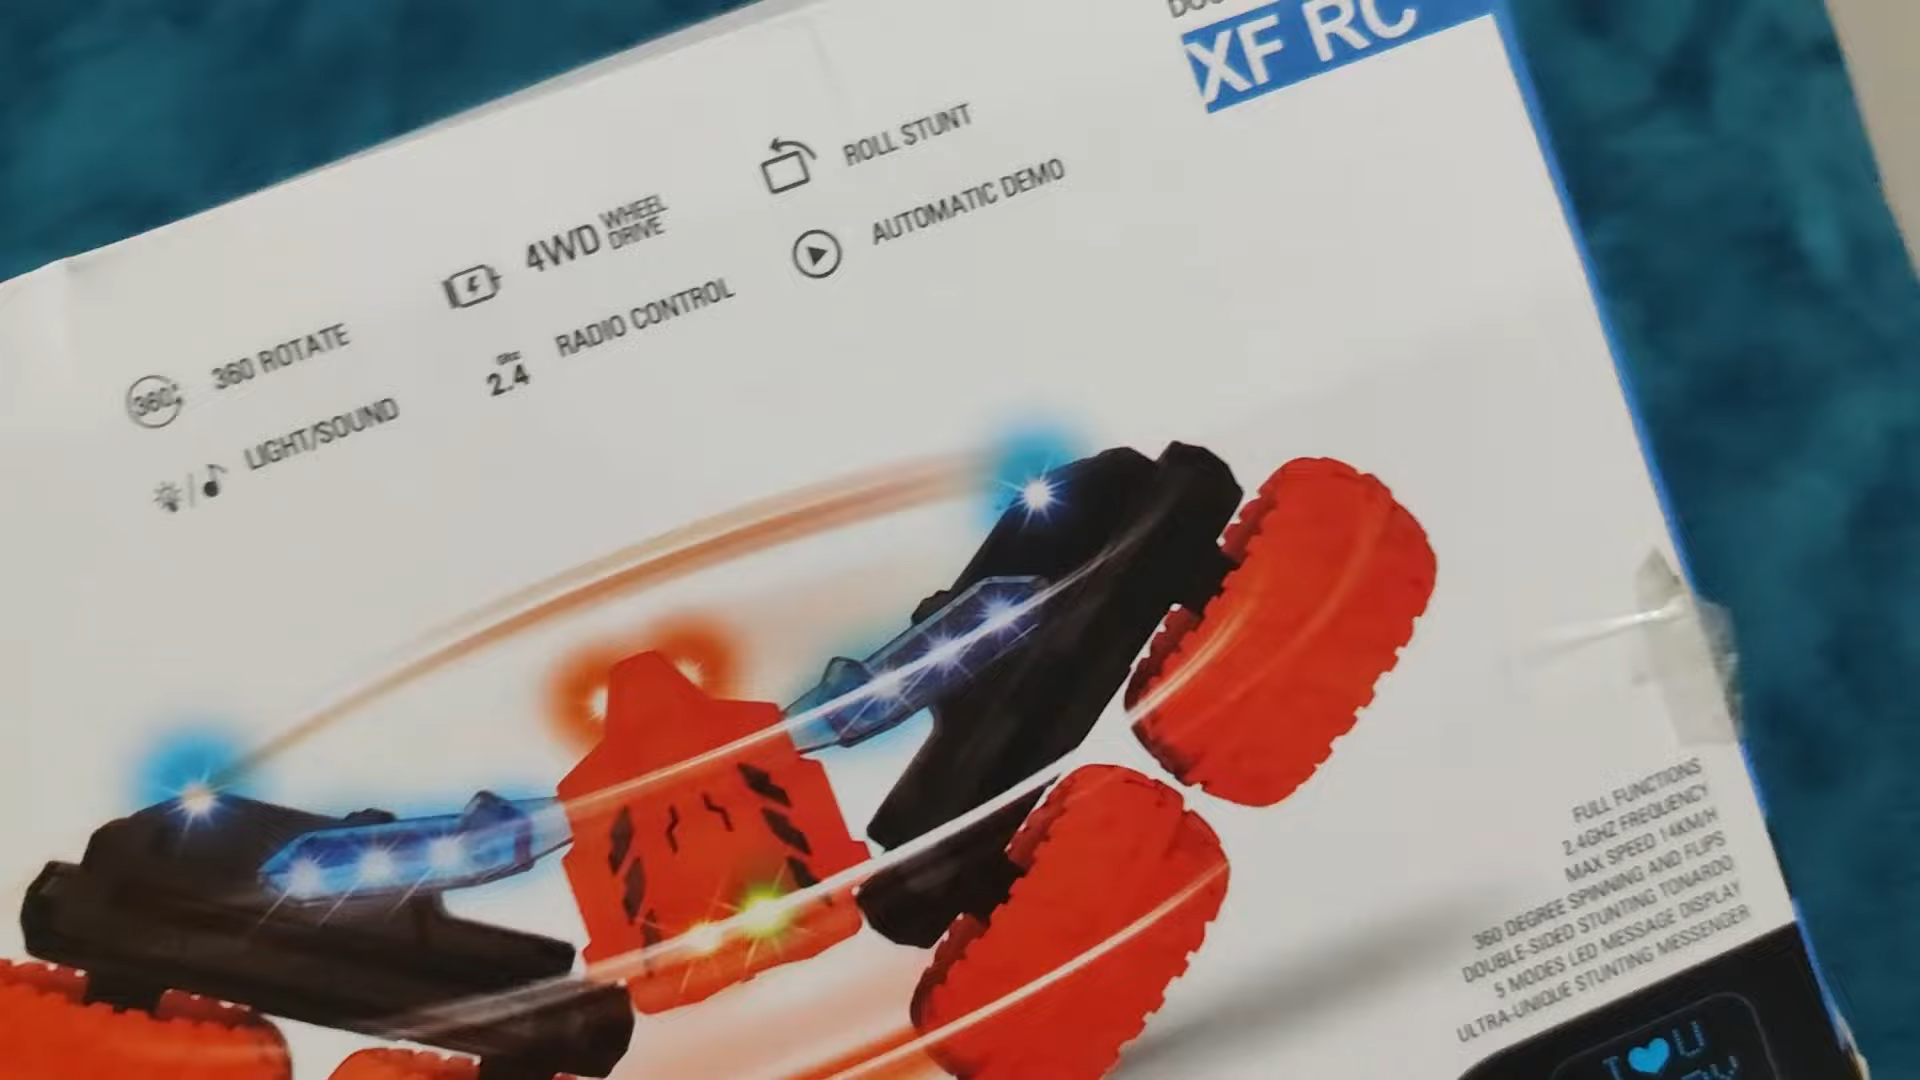 XF RC
ROLL STUNT
AUTOMATIC DEMO
4WD WHEEL DRIVE
Ghz
2.4 RADIO CONTROL
360° 360 ROTATE
LIGHT/SOUND
FULL FUNCTIONS
2.4GHZ FREQUENCY
MAX SPEED 14KM/H
360 DEGREE SPINNING AND FLIPS
DOUBLE-SIDED STUNTING TONARDO
5 MODES LED MESSAGE DISPLAY
ULTRA-UNIQUE STUNTING MESSENGER
I U